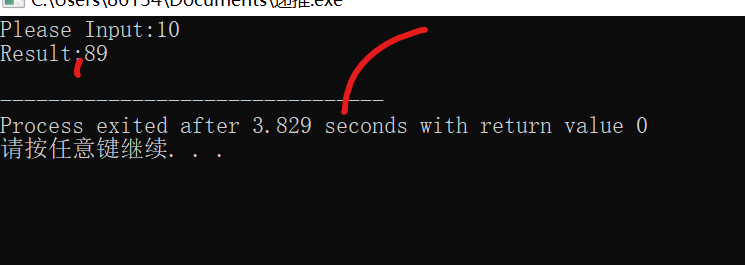 C:\Users\86134\Documents\递推.exe
Please Input:10
Result:89
--------------------------------
Process exited after 3.829 seconds with return value 0
请按任意键继续. . .